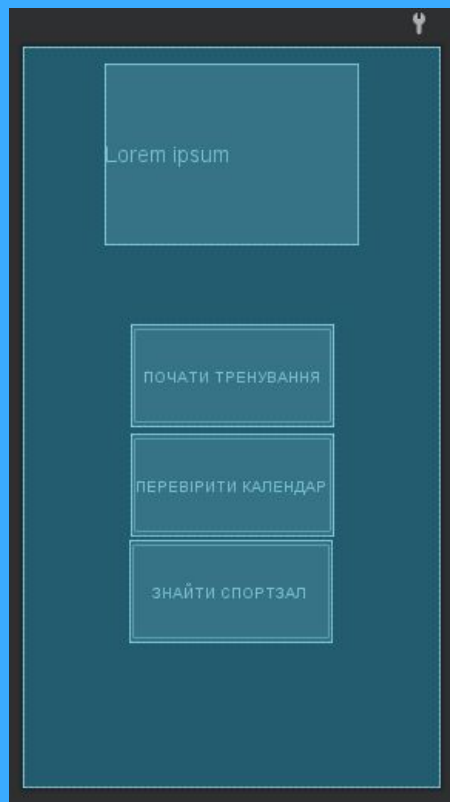 Lorem ipsum
ПОЧАТИ ТРЕНУВАННЯ
ПЕРЕВІРИТИ КАЛЕНДАР
ЗНАЙТИ СПОРТЗАЛ